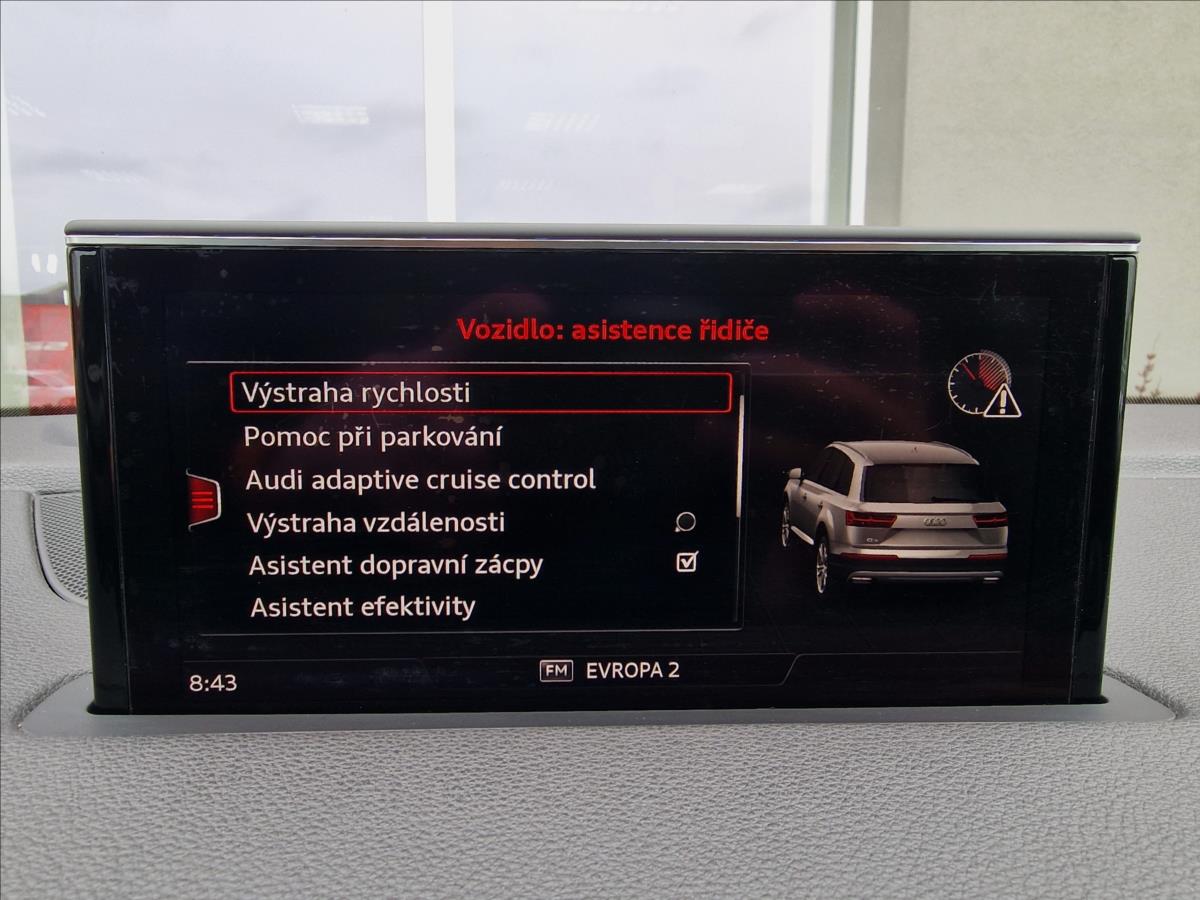 Vozidlo: asistence řidiče
Výstraha rychlosti
Pomoc při parkování
Audi adaptive cruise control
Výstraha vzdálenosti
Asistent dopravní zácpy
Asistent efektivity
8:43
FM EVROPA 2